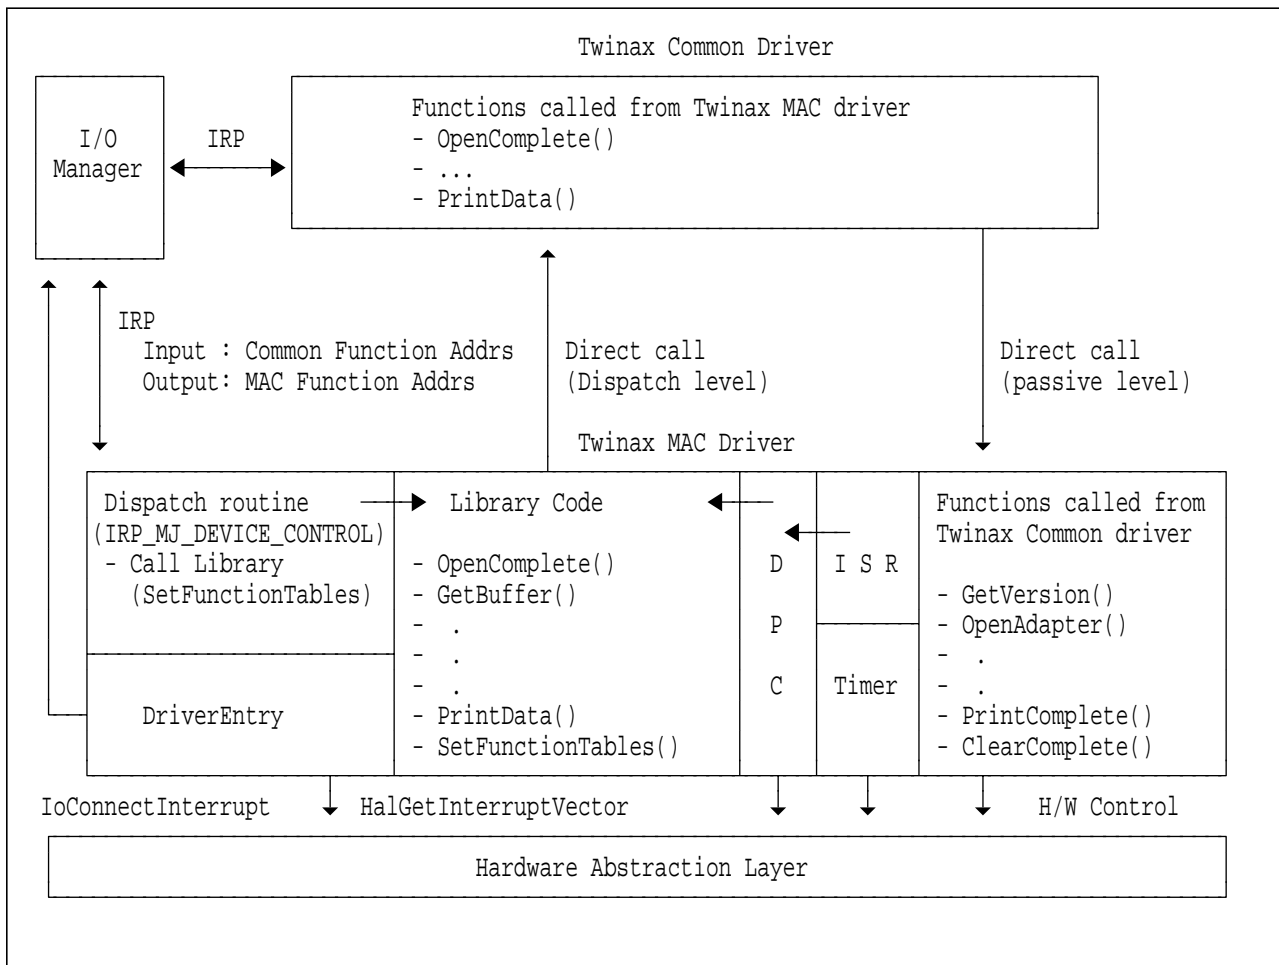 Twinax Common Driver
I/O
Manager
IRP
Functions called from Twinax MAC driver
- OpenComplete()
- ...
- PrintData()
IRP
Input : Common Function Addrs
Output: MAC Function Addrs
Direct call
(Dispatch level)
Direct call
(passive level)
Twinax MAC Driver
Dispatch routine
(IRP_MJ_DEVICE_CONTROL)
- Call Library
(SetFunctionTables)
DriverEntry
Library Code
- OpenComplete()
- GetBuffer()
- .
- .
- .
- PrintData()
- SetFunctionTables()
D
P
C
I S R
Timer
Functions called from
Twinax Common driver
- GetVersion()
- OpenAdapter()
- .
- .
- PrintComplete()
- ClearComplete()
IoConnectInterrupt
HalGetInterruptVector
H/W Control
Hardware Abstraction Layer